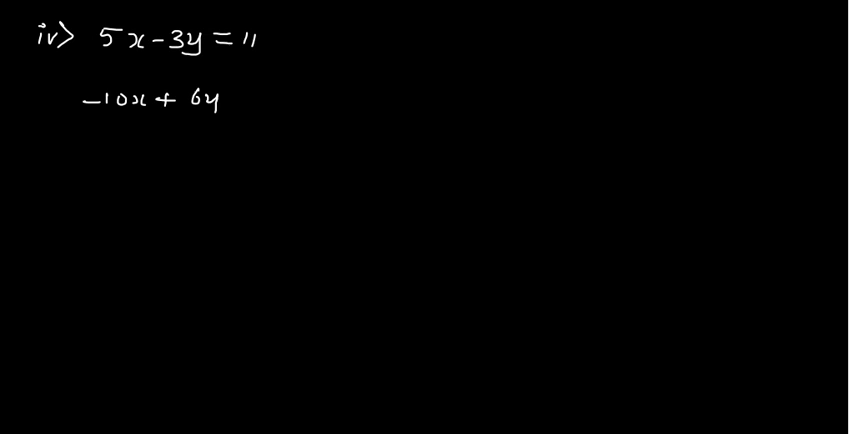 iv> 5x-3y = 11
-10x + 6y